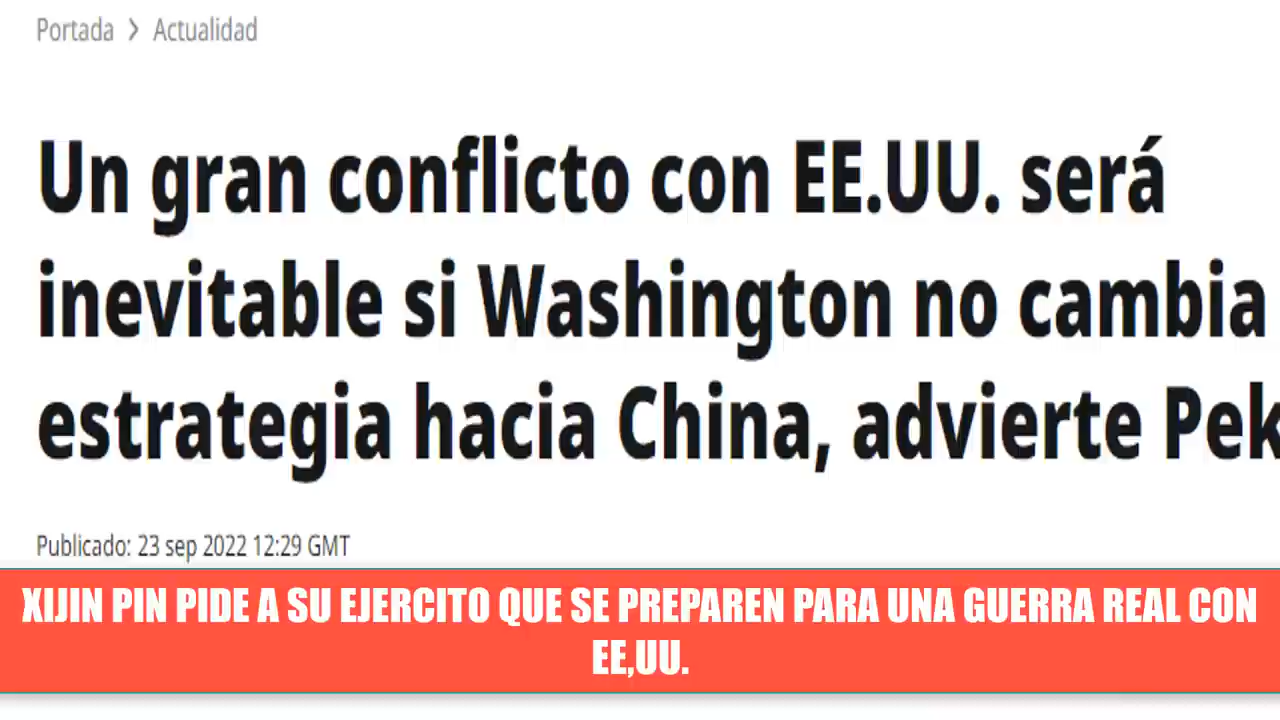 Portada > Actualidad
Un gran conflicto con EE.UU. será
inevitable si Washington no cambia
estrategia hacia China, advierte Pek
Publicado: 23 sep 2022 12:29 GMT
XIJIN PIN PIDE A SU EJERCITO QUE SE PREPAREN PARA UNA GUERRA REAL CON
EE,UU.